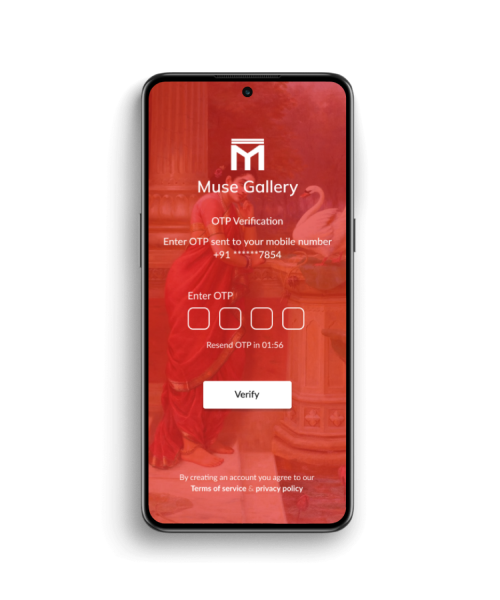 M
Muse Gallery
OTP Verification
Enter OTP sent to your mobile number
+91 ******7854
Enter OTP
Resend OTP in 01:56
Verify
By creating an account you agree to our
Terms of service & privacy policy